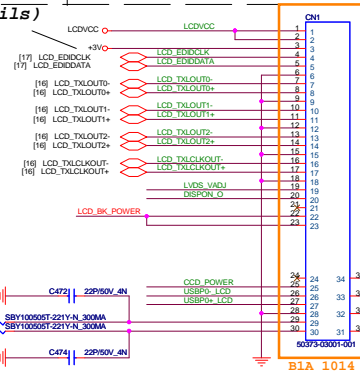 ils)
CN1
LCDVCC LCDVCC 1 1
2 2
+3V 3 3
[17] LCD_EDIDCLK LCD_EDIDCLK 4 4
[17] LCD_EDIDDATA LCD_EDIDDATA 5 5
6 6
[16] LCD_TXLOUT0- LCD_TXLOUT0- 7 7
[16] LCD_TXLOUT0+ LCD_TXLOUT0+ 8 8
9 9
[16] LCD_TXLOUT1- LCD_TXLOUT1- 10 10
[16] LCD_TXLOUT1+ LCD_TXLOUT1+ 11 11
12 12
[16] LCD_TXLOUT2- LCD_TXLOUT2- 13 13
[16] LCD_TXLOUT2+ LCD_TXLOUT2+ 14 14
15 15
[16] LCD_TXLCLKOUT- LCD_TXLCLKOUT- 16 16
[16] LCD_TXLCLKOUT+ LCD_TXLCLKOUT+ 17 17
18 18
LVDS_VADJ 19 19
DISPON_O 20 20
21 21
LCD_BK_POWER 22 22
23 23
24 24 34 3
CCD_POWER 25 25
C472 22P/50V_4N USBP0-_LCD 26 26 33 3
USBP0+_LCD 27 27
28 28 32 3
SBY100505T-221Y-N_300MA 29 29
SBY100505T-221Y-N_300MA 30 30 31 3
50373-03001-001
C474 22P/50V_4N
B1A 1014